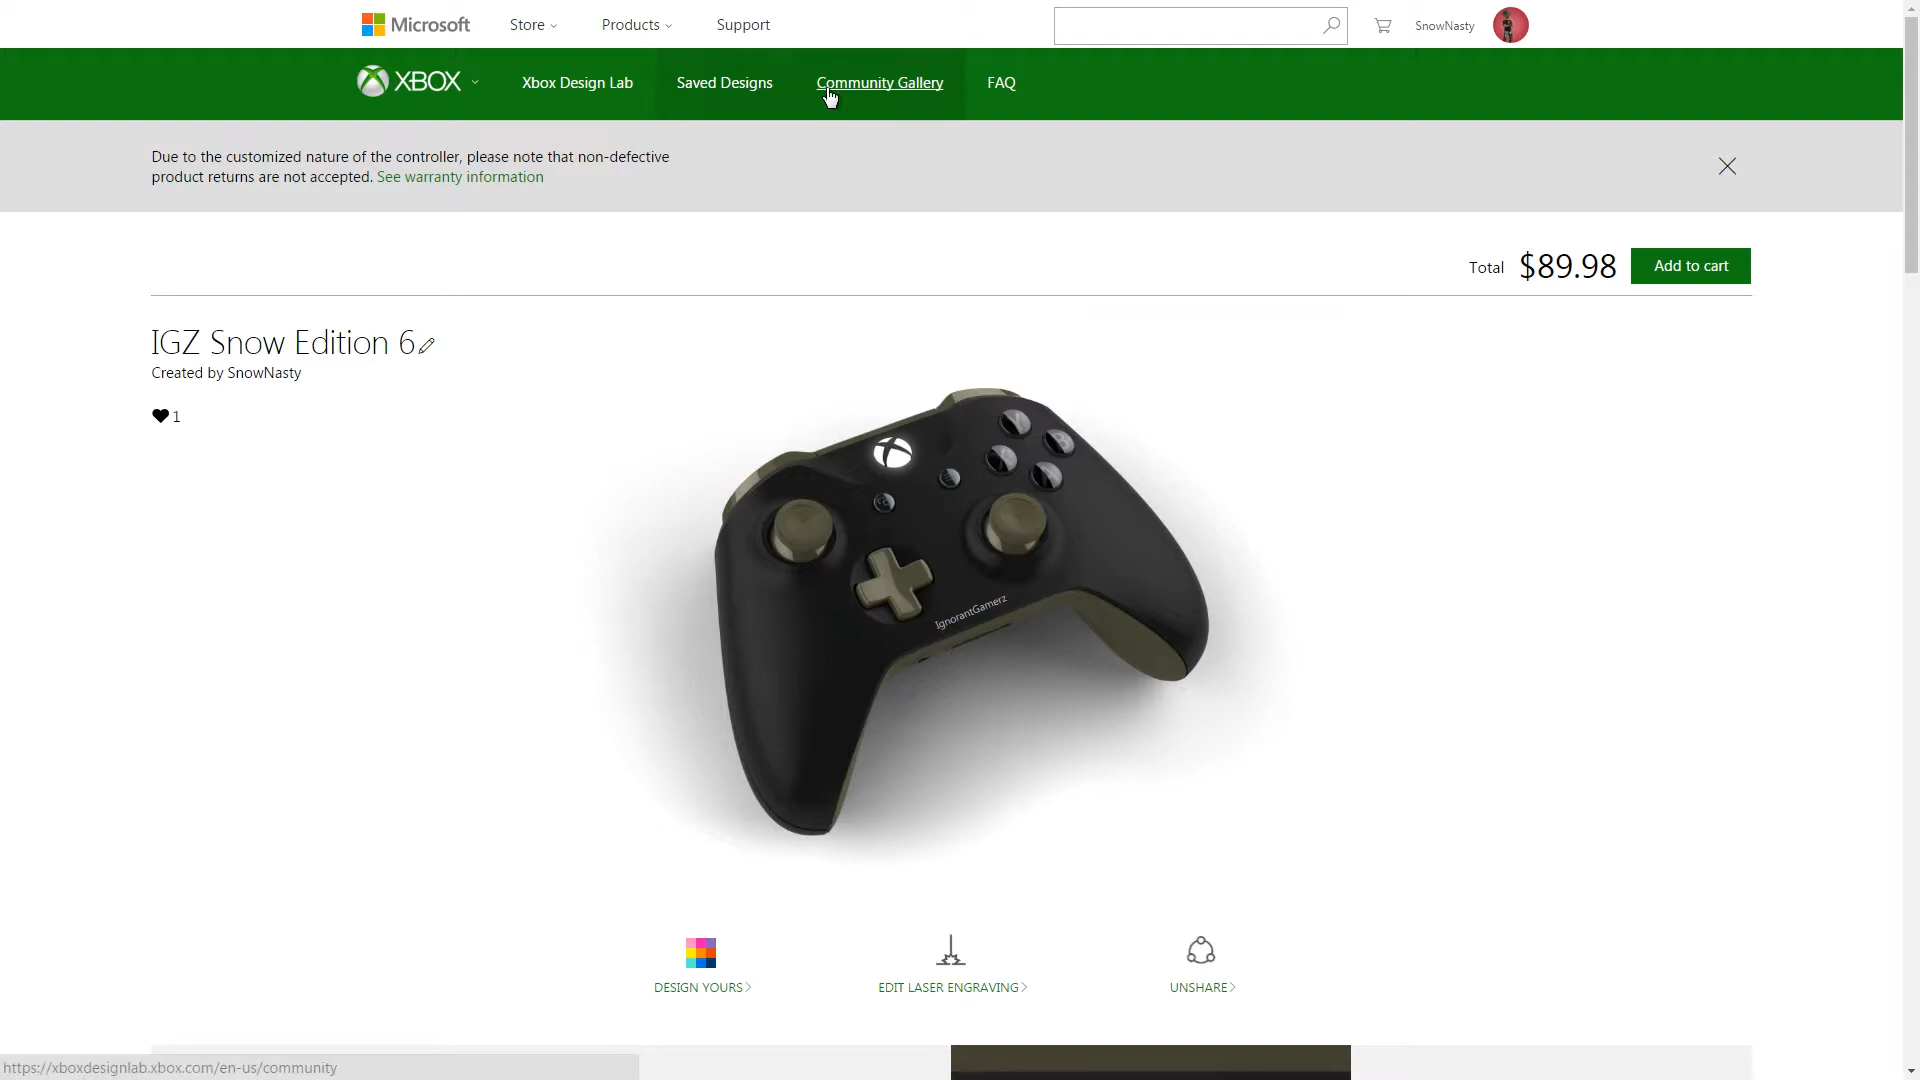 Microsoft Store Products Support SnowNasty
XBOX Xbox Design Lab Saved Designs Community Gallery FAQ
Due to the customized nature of the controller, please note that non-defective
product returns are not accepted. See warranty information
Total $89.98 Add to cart
IGZ Snow Edition 6
Created by SnowNasty
1
IgnorantGamerz
DESIGN YOURS EDIT LASER ENGRAVING UNSHARE
https://xboxdesignlab.xbox.com/en-us/community